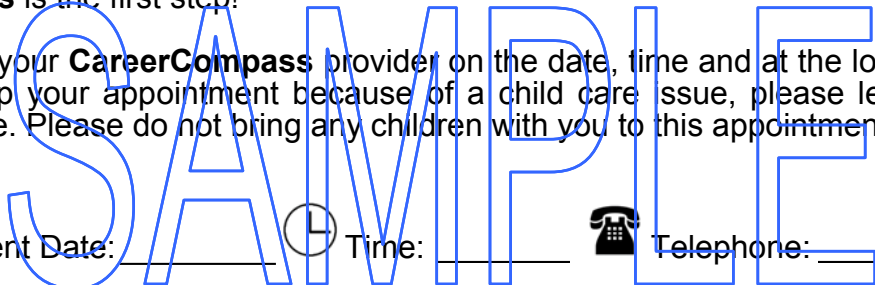 s is the first step!
your CareerCompass provider on the date, time and at the lo
p your appointment because of a child care issue, please le
e. Please do not bring any children with you to this appointmen
ent Date: __________ Time: ________ Telephone: ____
SAMPLE